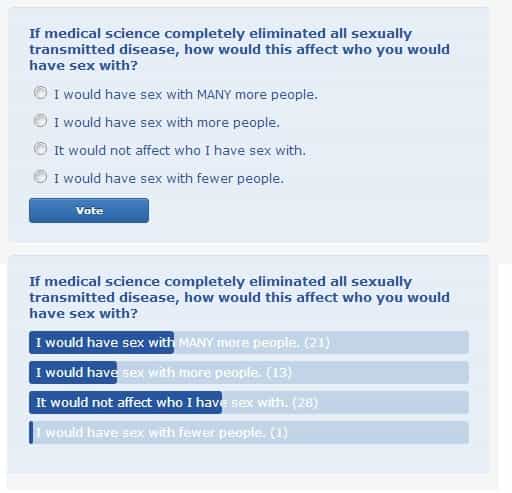 If medical science completely eliminated all sexually
transmitted disease, how would this affect who you would
have sex with?
I would have sex with MANY more people.
I would have sex with more people.
It would not affect who I have sex with.
I would have sex with fewer people.
Vote
If medical science completely eliminated all sexually
transmitted disease, how would this affect who you would
have sex with?
I would have sex with MANY more people. (21)
I would have sex with more people. (13)
It would not affect who I have sex with. (28)
I would have sex with fewer people. (1)